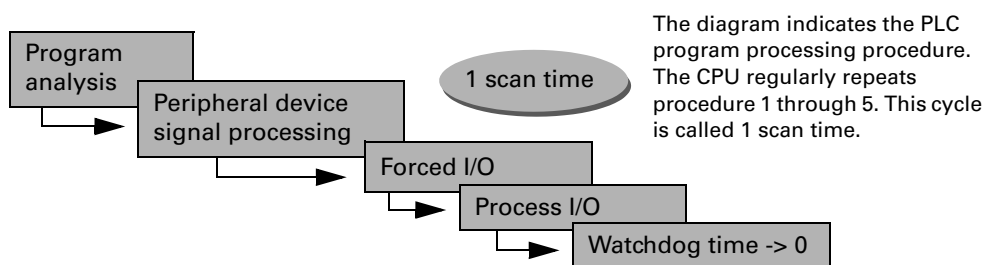 Program
analysis
Peripheral device
signal processing
Forced I/O
Process I/O
Watchdog time -> 0
1 scan time
The diagram indicates the PLC
program processing procedure.
The CPU regularly repeats
procedure 1 through 5. This cycle
is called 1 scan time.